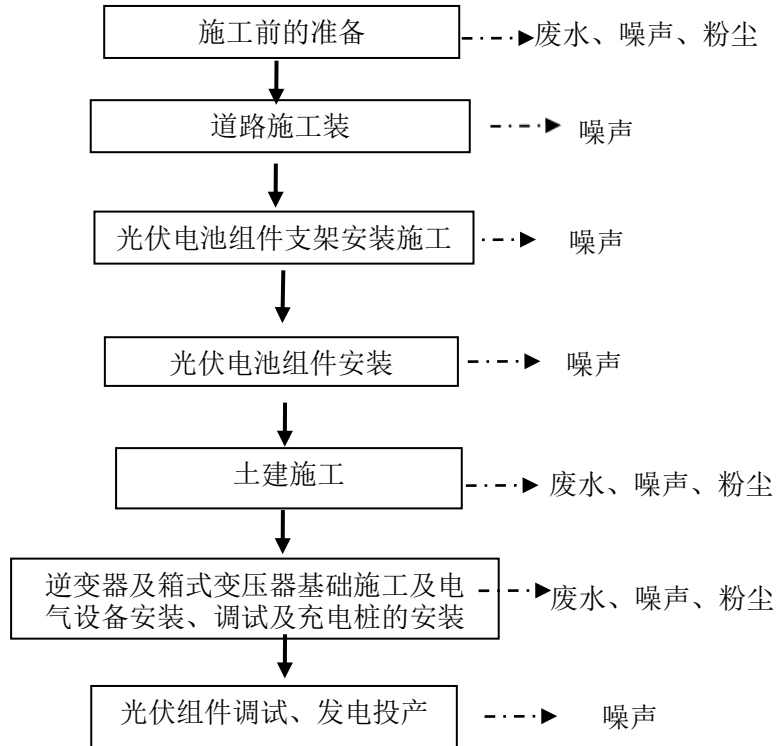 施工前的准备
废水、噪声、粉尘
道路施工装
噪声
光伏电池组件支架安装施工
噪声
光伏电池组件安装
噪声
土建施工
废水、噪声、粉尘
逆变器及箱式变压器基础施工及电
气设备安装、调试及充电桩的安装
废水、噪声、粉尘
光伏组件调试、发电投产
噪声